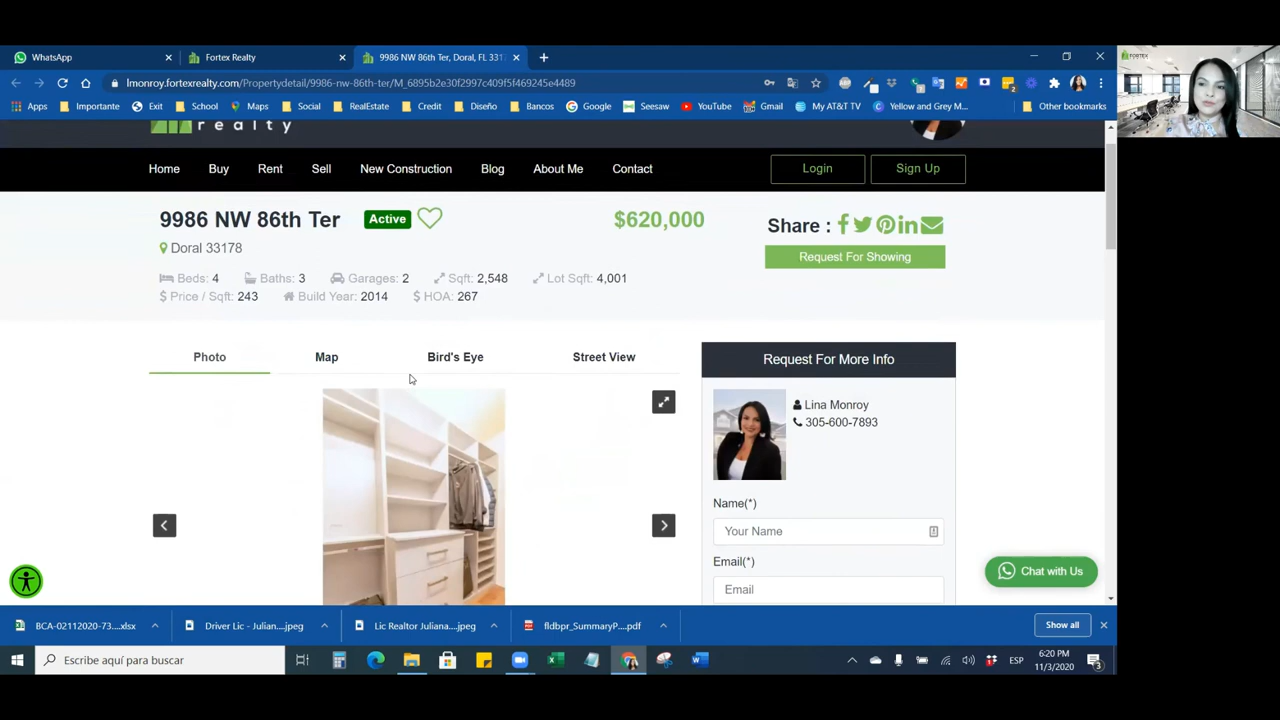 WhatsApp
Fortex Realty
9986 NW 86th Ter, Doral, FL 3317
FORTEX
lmonroy.fortexrealty.com/Propertydetail/9986-nw-86th-ter/M_6895b2e30f2997c409f5f469245e4489
Apps Importante Exit School Maps Social RealEstate Credit Diseño Bancos Google Seesaw YouTube Gmail My AT&T TV Yellow and Grey M... Other bookmarks
realty
Home Buy Rent Sell New Construction Blog About Me Contact Login Sign Up
9986 NW 86th Ter Active $620,000 Share :
Doral 33178 Request For Showing
Beds: 4 Baths: 3 Garages: 2 Sqft: 2,548 Lot Sqft: 4,001
$ Price / Sqft: 243 Build Year: 2014 $ HOA: 267
Photo Map Bird's Eye Street View
Request For More Info
Lina Monroy
305-600-7893
Name(*)
Your Name
Email(*)
Email
Chat with Us
BCA-02112020-73....xlsx Driver Lic - Julian....jpeg Lic Realtor Juliana....jpeg fldbpr_SummaryP....pdf Show all
Escribe aquí para buscar
ESP
6:20 PM
11/3/2020
3